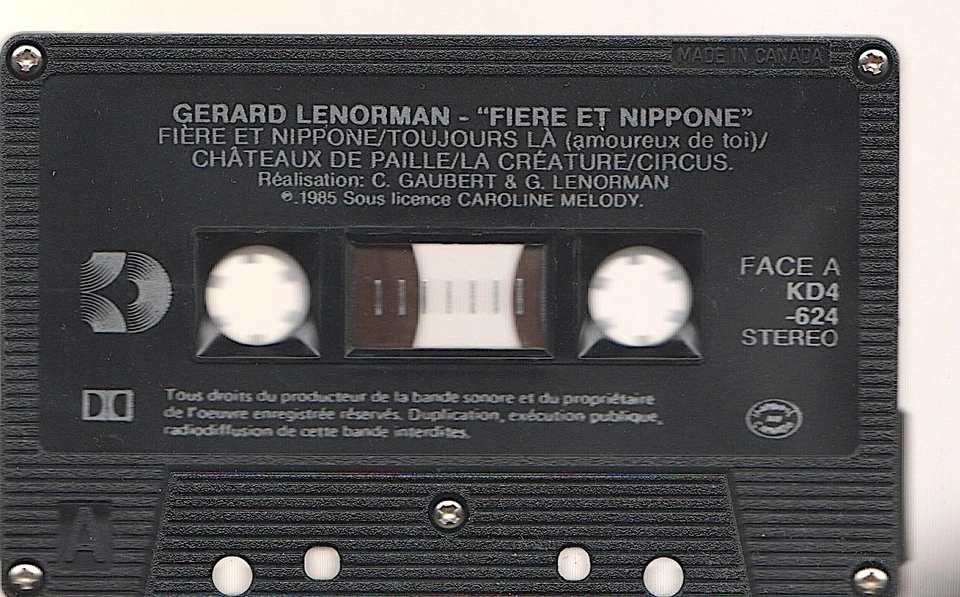 MADE IN CANADA
GERARD LENORMAN - "FIERE ET NIPPONE"
FIÈRE ET NIPPONE/TOUJOURS LÀ (amoureux de toi)/
CHÂTEAUX DE PAILLE/LA CRÉATURE/CIRCUS.
Réalisation: C. GAUBERT & G. LENORMAN
℗.1985 Sous licence CAROLINE MELODY.
FACE A
KD4
-624
STEREO
Tous droits du producteur de la bande sonore et du propriétaire
de l'oeuvre enregistrée réservés. Duplication, exécution publique,
radiodiffusion de cette bande interdites.
A